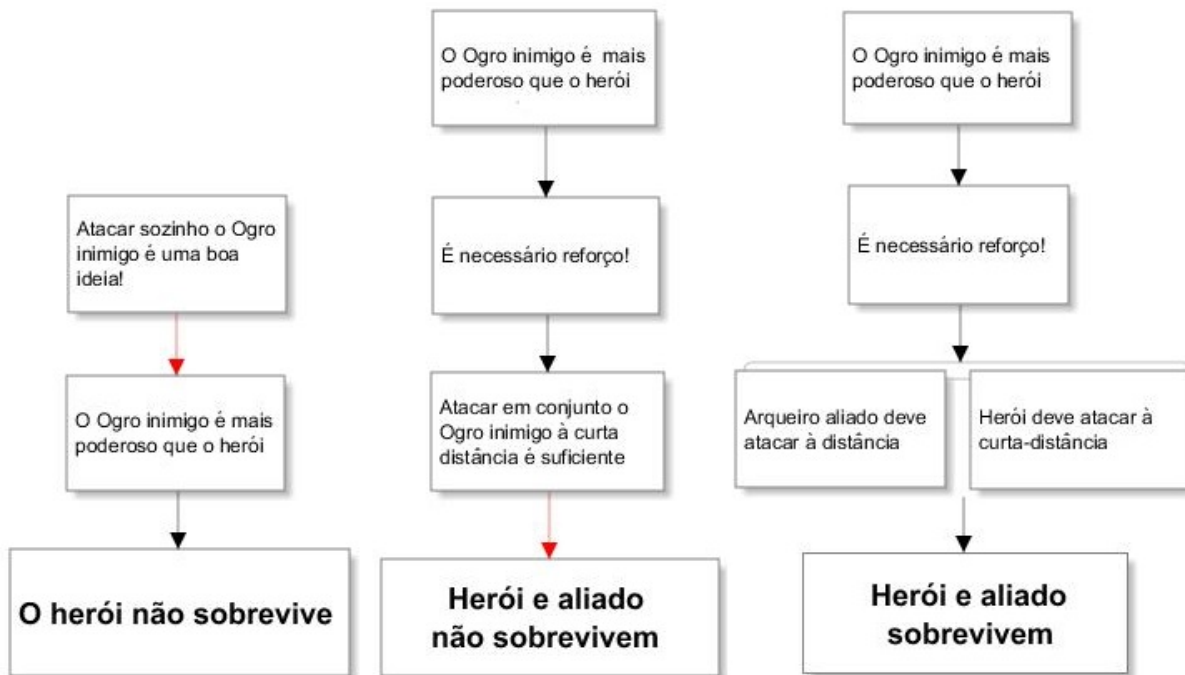 Atacar sozinho o Ogro
inimigo é uma boa
ideia!
O Ogro inimigo é mais
poderoso que o herói
O herói não sobrevive
O Ogro inimigo é mais
poderoso que o herói
É necessário reforço!
Atacar em conjunto o
Ogro inimigo à curta
distância é suficiente
Herói e aliado
não sobrevivem
O Ogro inimigo é mais
poderoso que o herói
É necessário reforço!
Arqueiro aliado deve
atacar à distância
Herói deve atacar à
curta-distância
Herói e aliado
sobrevivem